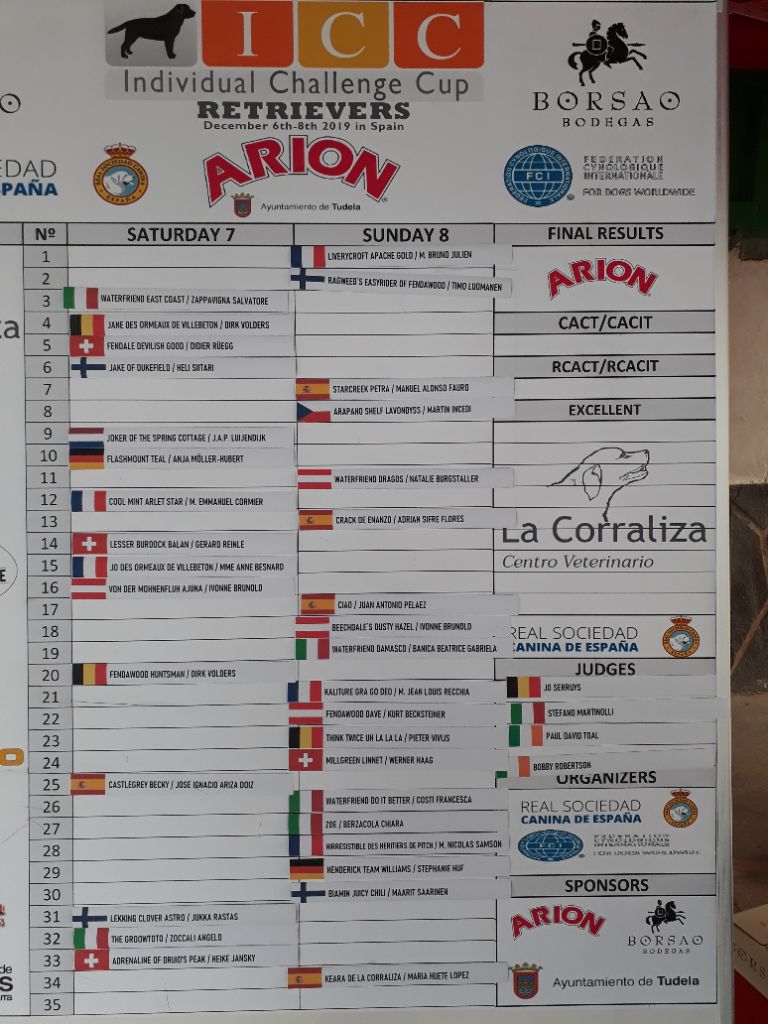 ICC
Individual Challenge Cup
RETRIEVERS
December 6th-8th 2019 in Spain
BORSAO
BODEGAS
EDAD
ESPAÑA
REAL SOCIEDAD CANINA
ESPAÑA
ARION
Ayuntamiento de Tudela
FEDERATION CYNOLOGIQUE INTERNATIONALE
FCI
FEDERATION
CYNOLOGIQUE
INTERNATIONALE
FOR DOGS WORLDWIDE
Nº SATURDAY 7 SUNDAY 8 FINAL RESULTS
1 LIVERYCROFT APACHE GOLD / M. BRUNO JULIEN
2 RAGWEED'S EASYRIDER OF FENDAWOOD / TIMO LUOMANEN
3 WATERFRIEND EAST COAST / ZAPPAVIGNA SALVATORE
4 JANE DES ORMEAUX DE VILLEBETON / DIRK VOLDERS
5 FENDALE DEVILISH GOOD / DIDIER RÜEGG
6 JAKE OF DUKEFIELD / HELI SIITARI
7 STARCREEK PETRA / MANUEL ALONSO FAURO
8 ARAPAHO SHELF LAVONDYSS / MARTIN INCEDI
9 JOKER OF THE SPRING COTTAGE / J.A.P. LUIJENDIJK
10 FLASHMOUNT TEAL / ANJA MÖLLER-HUBERT
11 WATERFRIEND DRAGOS / NATALIE BURGSTALLER
12 COOL MINT ARLET STAR / M. EMMANUEL CORMIER
13 CRACK DE ENANZO / ADRIAN SIFRE FLORES
14 LESSER BURDOCK BALAN / GERARD REINLE
15 JO DES ORMEAUX DE VILLEBETON / MME ANNE BESNARD
16 VON DER MOHNENFLUH AJUNA / IVONNE BRUNOLD
17 CIAO / JUAN ANTONIO PELAEZ
18 BEECHDALE'S DUSTY HAZEL / IVONNE BRUNOLD
19 WATERFRIEND DAMASCO / BANICA BEATRICE GABRIELA
20 FENDAWOOD HUNTSMAN / DIRK VOLDERS
21 KALITURE GRA GO DEO / M. JEAN LOUIS RECCHIA
22 FENDAWOOD DAVE / KURT BECKSTEINER
23 THINK TWICE UH LA LA LA / PIETER VIVIJS
24 MILLGREEN LINNET / WERNER HAAG
25 CASTLEGREY BECKY / JOSE IGNACIO ARIZA DOIZ
26 WATERFRIEND DO IT BETTER / COSTI FRANCESCA
27 ZOE / BERZACOLA CHIARA
28 IRRESISTIBLE DES HERITIERS DE PITCH / M. NICOLAS SAMSON
29 HENDERICK TEAM WILLIAMS / STEPHANIE HUF
30 BIAMIN JUICY CHILI / MAARIT SAARINEN
31 LEKKING CLOVER ASTRO / JUKKA RASTAS
32 THE GROOWTOTO / ZOCCALI ANGELO
33 ADRENALINE OF DRUID'S PEAK / HEIKE JANSKY
34 KEARA DE LA CORRALIZA / MARIA HUETE LOPEZ
35
ARION
CACT/CACIT
RCACT/RCACIT
EXCELLENT
La Corraliza
Centro Veterinario
REAL SOCIEDAD
CANINA DE ESPAÑA
JUDGES
JO SERRUYS
STEFANO MARTINOLLI
PAUL DAVID TOAL
BOBBY ROBERTSON
ORGANIZERS
REAL SOCIEDAD
CANINA DE ESPAÑA
FEDERATION
CYNOLOGIQUE
INTERNATIONALE
SPONSORS
ARION
BORSAO
BODEGAS
Ayuntamiento de Tudela